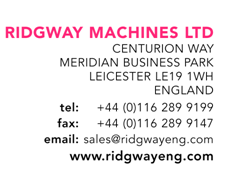 RIDGWAY MACHINES LTD
CENTURION WAY
MERIDIAN BUSINESS PARK
LEICESTER LE19 1WH
ENGLAND
tel: +44 (0)116 289 9199
fax: +44 (0)116 289 9147
email: sales@ridgwayeng.com
www.ridgwayeng.com